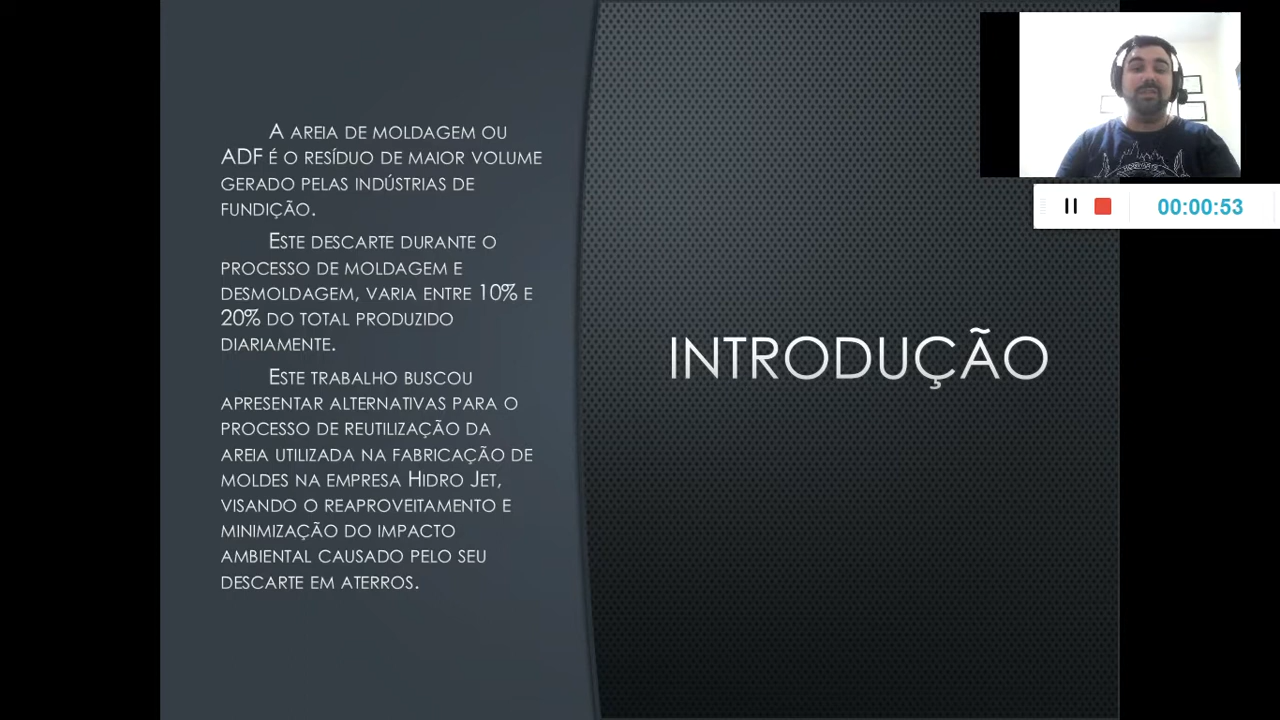 A AREIA DE MOLDAGEM OU
ADF É O RESÍDUO DE MAIOR VOLUME
GERADO PELAS INDÚSTRIAS DE
FUNDIÇÃO.
ESTE DESCARTE DURANTE O
PROCESSO DE MOLDAGEM E
DESMOLDAGEM, VARIA ENTRE 10% E
20% DO TOTAL PRODUZIDO
DIARIAMENTE.
ESTE TRABALHO BUSCOU
APRESENTAR ALTERNATIVAS PARA O
PROCESSO DE REUTILIZAÇÃO DA
AREIA UTILIZADA NA FABRICAÇÃO DE
MOLDES NA EMPRESA HIDRO JET,
VISANDO O REAPROVEITAMENTO E
MINIMIZAÇÃO DO IMPACTO
AMBIENTAL CAUSADO PELO SEU
DESCARTE EM ATERROS.
INTRODUÇÃO
00:00:53